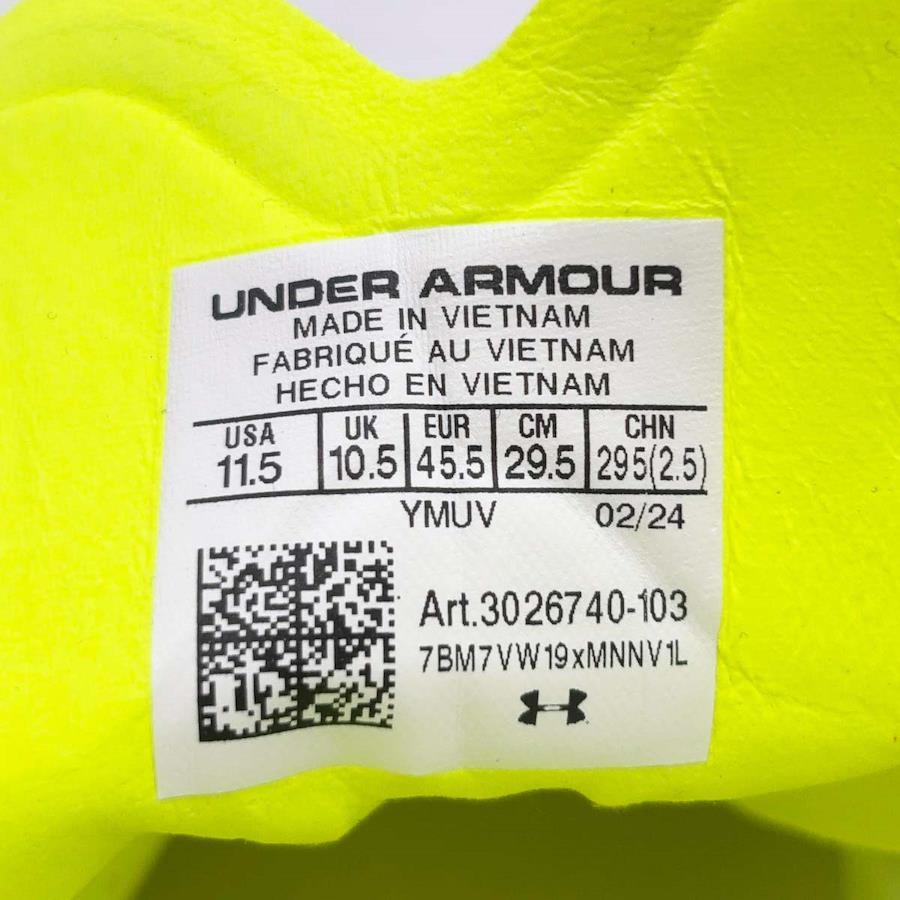 UNDER ARMOUR
MADE IN VIETNAM
FABRIQUÉ AU VIETNAM
HECHO EN VIETNAM
USA UK EUR CM CHN
11.5 10.5 45.5 29.5 295(2.5)
YMUV 02/24
Art.3026740-103
7BM7VW19xMNNV1L